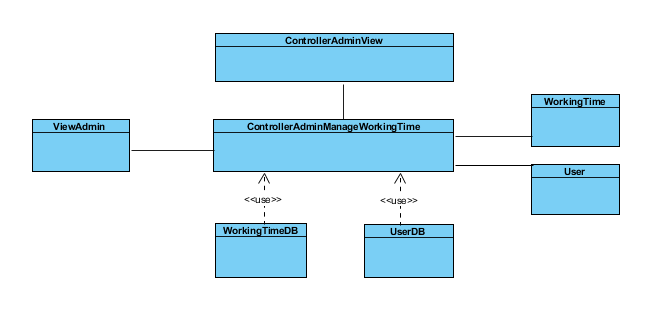 ControllerAdminView
WorkingTime
ViewAdmin
ControllerAdminManageWorkingTime
User
<<use>>
<<use>>
WorkingTimeDB
UserDB